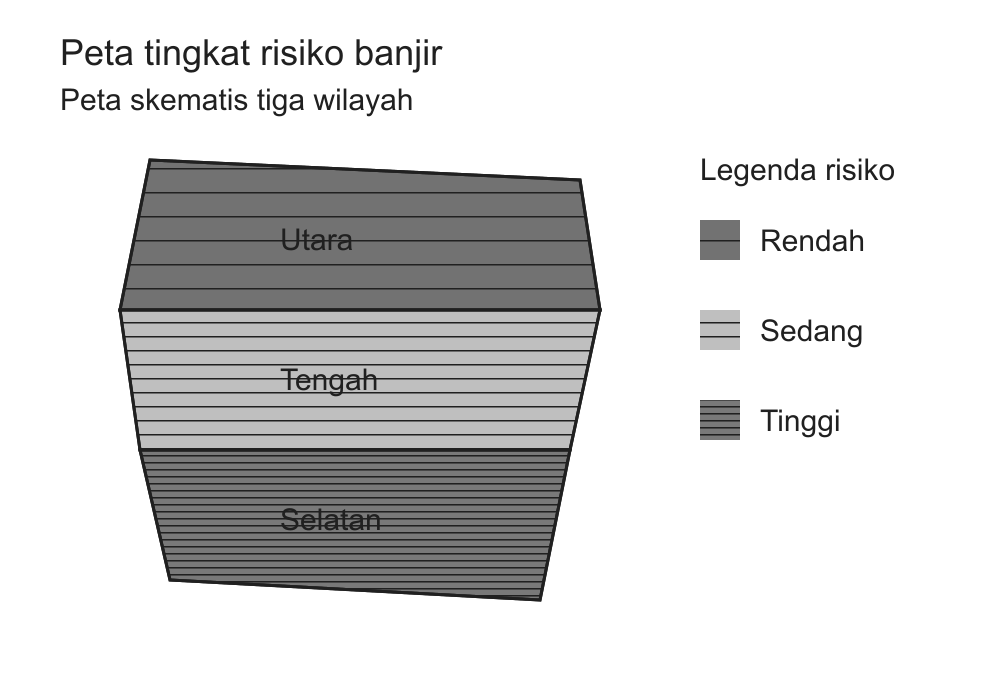 Peta tingkat risiko banjir
Peta skematis tiga wilayah
Utara
Tengah
Selatan
Legenda risiko
Rendah
Sedang
Tinggi